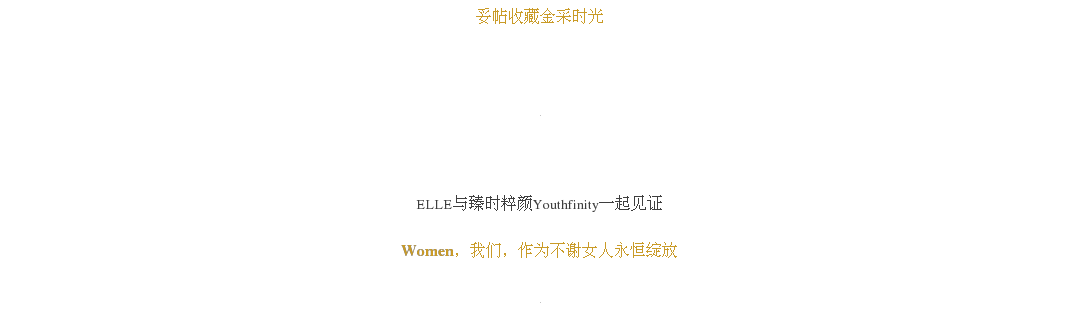 妥帖收藏金采时光
ELLE与臻时粹颜Youthfinity一起见证
Women，我们，作为不谢女人永恒绽放